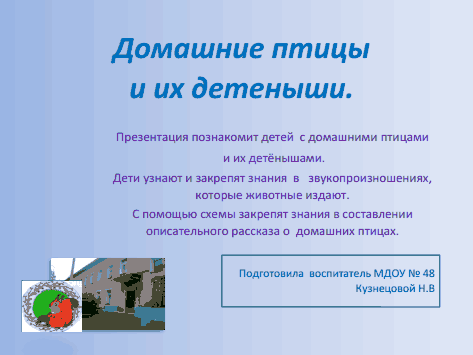 Домашние птицы
и их детеныши.
Презентация познакомит детей с домашними птицами
и их детёнышами.
Дети узнают и закрепят знания в звукопроизношениях,
которые животные издают.
С помощью схемы закрепят знания в составлении
описательного рассказа о домашних птицах.
Подготовила воспитатель МДОУ № 48
Кузнецовой Н.В